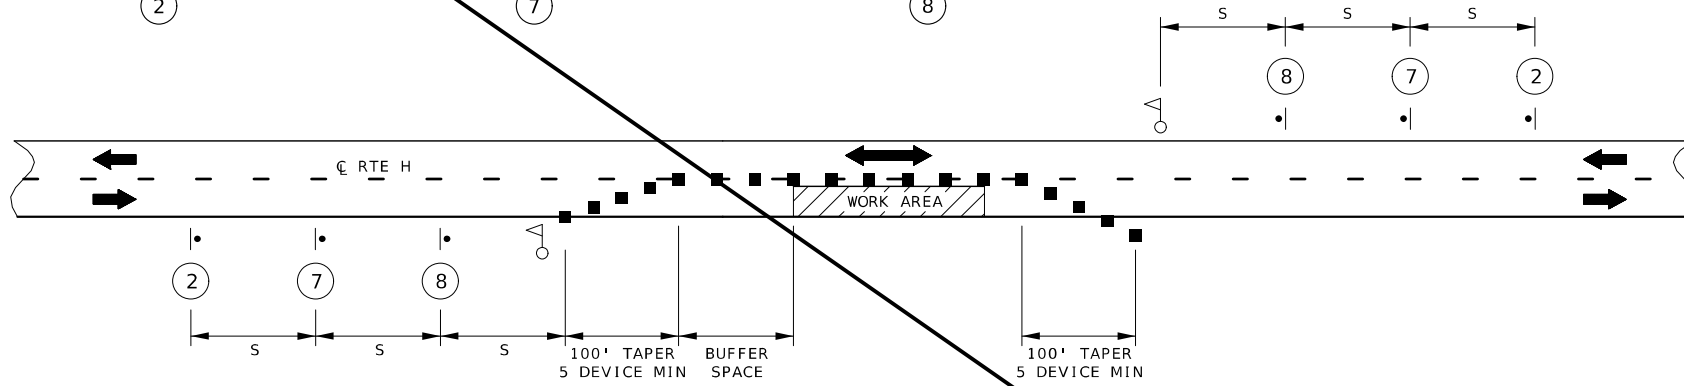 2 7 8
S S S
8 7 2
℄ RTE H
WORK AREA
2 7 8
S S S
100' TAPER
5 DEVICE MIN
BUFFER
SPACE
100' TAPER
5 DEVICE MIN